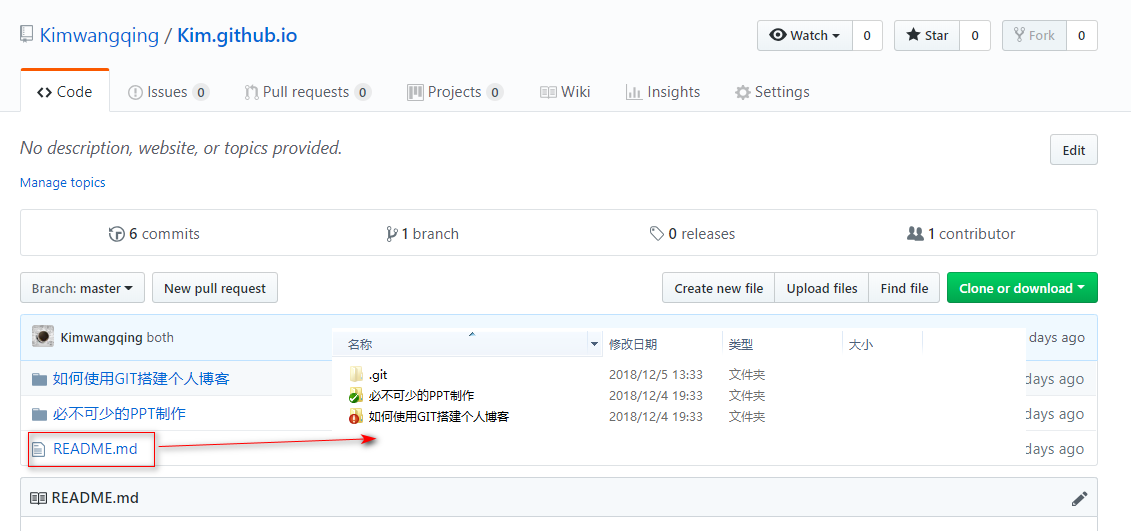 Kimwangqing / Kim.github.io Watch 0 Star 0 Fork 0
Code Issues 0 Pull requests 0 Projects 0 Wiki Insights Settings
No description, website, or topics provided. Edit
Manage topics
6 commits 1 branch 0 releases 1 contributor
Branch: master New pull request Create new file Upload files Find file Clone or download
Kimwangqing both days ago
名称 修改日期 类型 大小
如何使用GIT搭建个人博客 days ago
.git 2018/12/5 13:33 文件夹
必不可少的PPT制作 2018/12/4 19:33 文件夹
必不可少的PPT制作 days ago
如何使用GIT搭建个人博客 2018/12/4 19:33 文件夹
README.md days ago
README.md